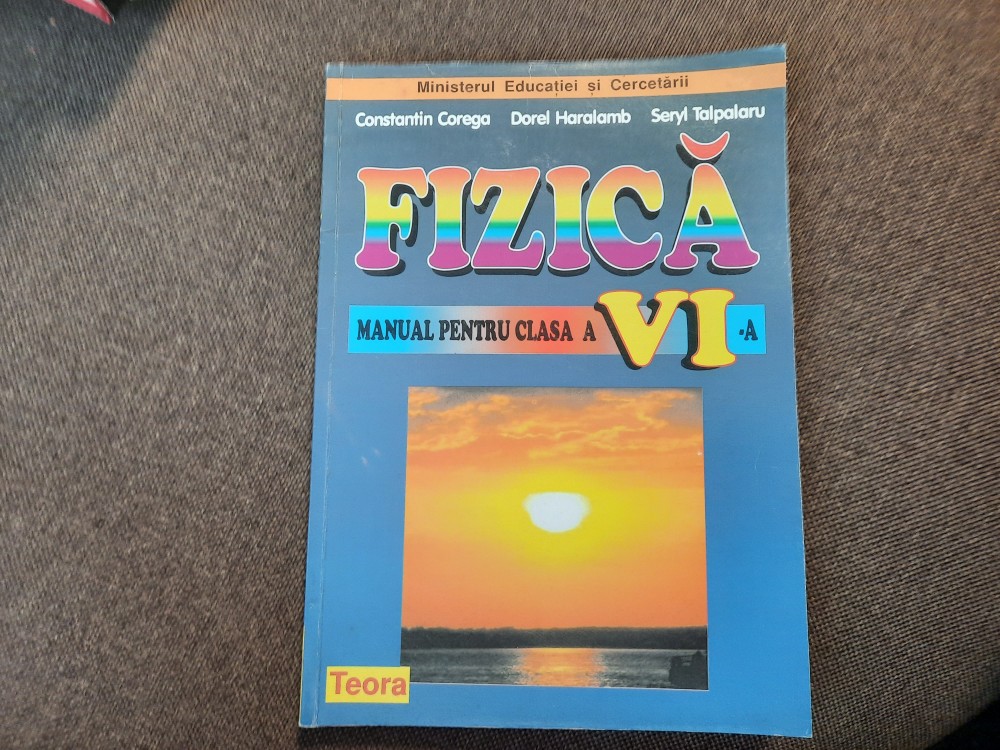 Ministerul Educației și Cercetării
Constantin Corega Dorel Haralamb Seryl Talpalaru
FIZICĂ
MANUAL PENTRU CLASA A VI-A
Teora